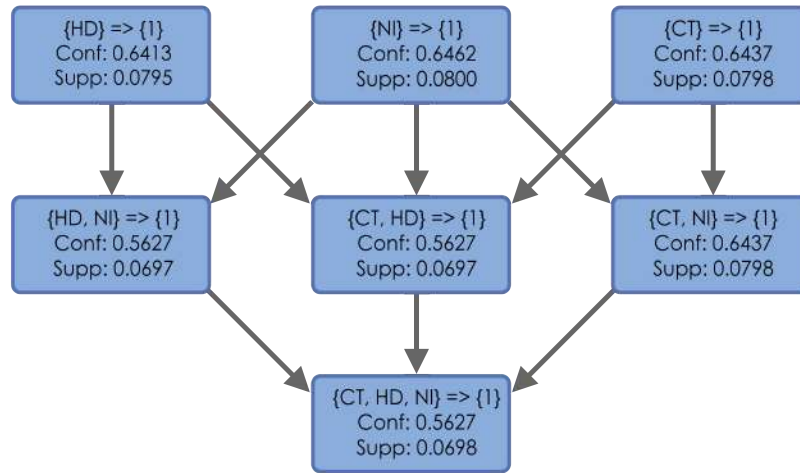 {HD} => {1}
Conf: 0.6413
Supp: 0.0795
{NI} => {1}
Conf: 0.6462
Supp: 0.0800
{CT} => {1}
Conf: 0.6437
Supp: 0.0798
{HD, NI} => {1}
Conf: 0.5627
Supp: 0.0697
{CT, HD} => {1}
Conf: 0.5627
Supp: 0.0697
{CT, NI} => {1}
Conf: 0.6437
Supp: 0.0798
{CT, HD, NI} => {1}
Conf: 0.5627
Supp: 0.0698